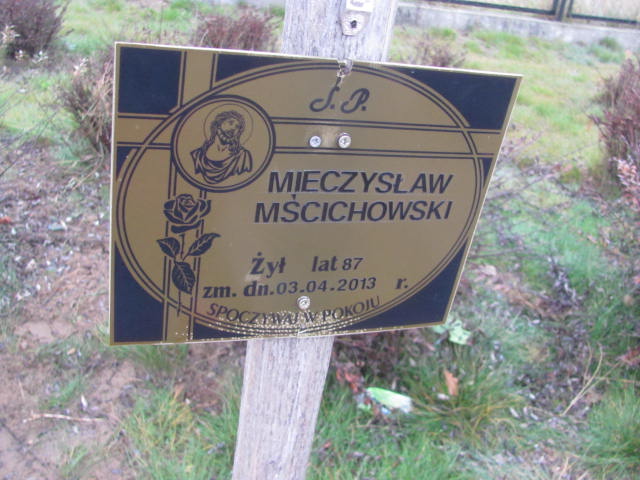 Ś.P.
MIECZYSŁAW
MŚCICHOWSKI
Żył lat 87
zm. dn. 03.04.2013 r.
SPOCZYWAJ W POKOJU